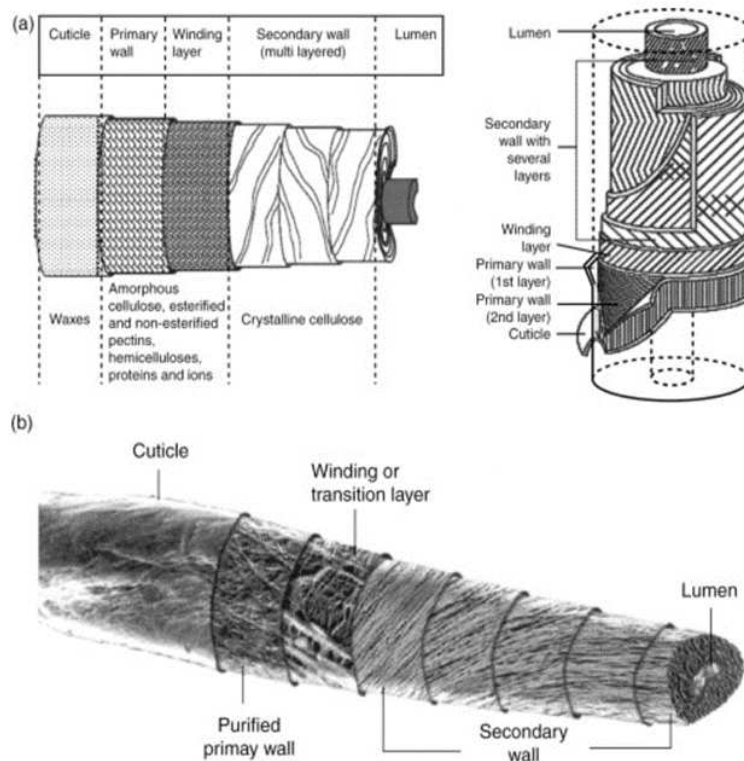 (a)
Cuticle
Primary
wall
Winding
layer
Secondary wall
(multi layered)
Lumen
Waxes
Amorphous
cellulose, esterified
and non-esterified
pectins,
hemicelluloses,
proteins and ions
Crystalline cellulose
Lumen
Secondary
wall with
several
layers
Winding
layer
Primary wall
(1st layer)
Primary wall
(2nd layer)
Cuticle
(b)
Cuticle
Winding or
transition layer
Lumen
Purified
primay wall
Secondary
wall